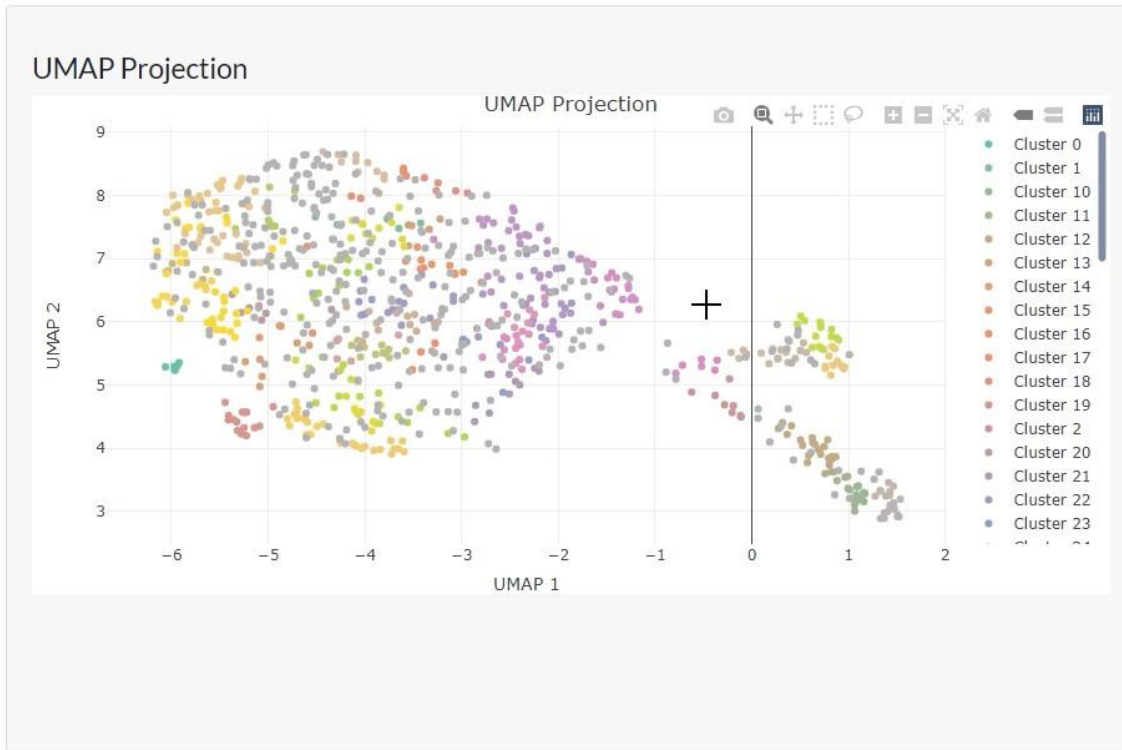 UMAP Projection
UMAP Projection
9
8
7
6
5
4
3
UMAP 2
−6 −5 −4 −3 −2 −1 0 1 2
UMAP 1
Cluster 0
Cluster 1
Cluster 10
Cluster 11
Cluster 12
Cluster 13
Cluster 14
Cluster 15
Cluster 16
Cluster 17
Cluster 18
Cluster 19
Cluster 2
Cluster 20
Cluster 21
Cluster 22
Cluster 23